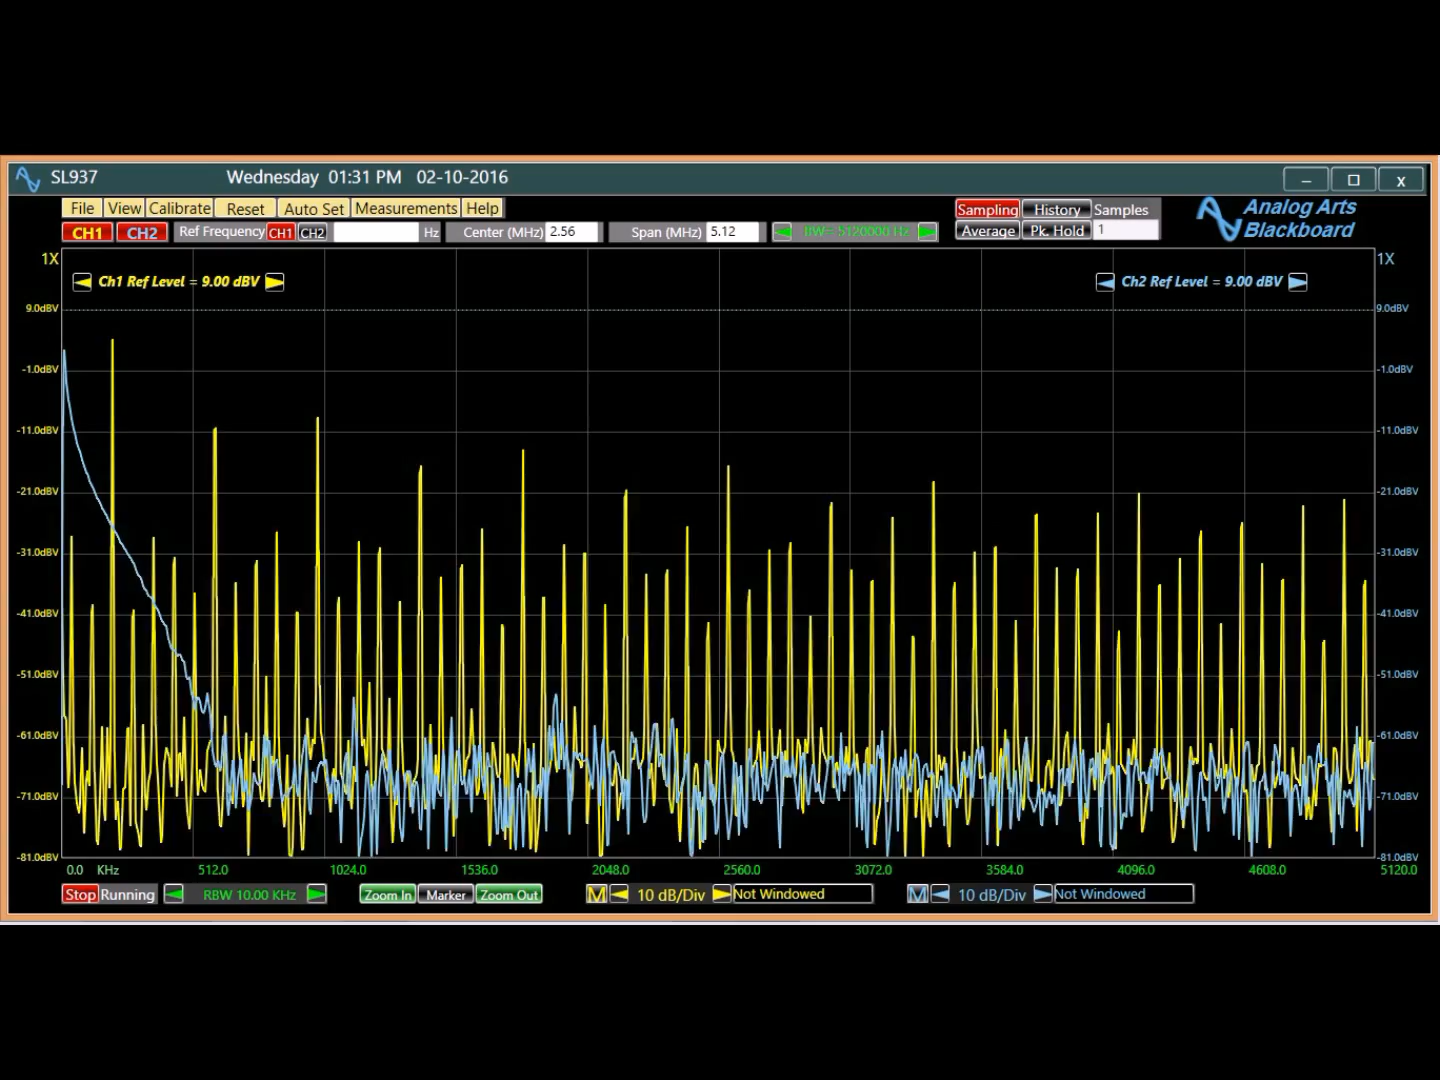 SL937 Wednesday 01:31 PM 02-10-2016 – x
File View Calibrate Reset Auto Set Measurements Help Sampling History Samples Analog Arts
CH1 CH2 Ref Frequency CH1 CH2 Hz Center (MHz) 2.56 Span (MHz) 5.12 BW= 5120000 Hz Average Pk. Hold 1 Blackboard
1X 1X
Ch1 Ref Level = 9.00 dBV Ch2 Ref Level = 9.00 dBV
9.0dBV 9.0dBV
-1.0dBV -1.0dBV
-11.0dBV -11.0dBV
-21.0dBV -21.0dBV
-31.0dBV -31.0dBV
-41.0dBV -41.0dBV
-51.0dBV -51.0dBV
-61.0dBV -61.0dBV
-71.0dBV -71.0dBV
-81.0dBV -81.0dBV
0.0 KHz 512.0 1024.0 1536.0 2048.0 2560.0 3072.0 3584.0 4096.0 4608.0 5120.0
Stop Running RBW 10.00 KHz Zoom In Marker Zoom Out M 10 dB/Div Not Windowed M 10 dB/Div Not Windowed